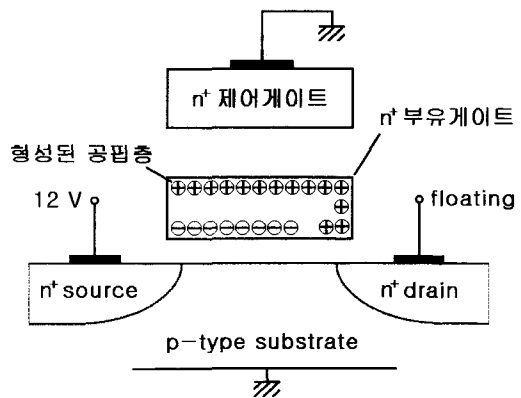 n⁺ 제어게이트
n⁺ 부유게이트
형성된 공핍층
12 V
floating
n⁺ source
n⁺ drain
p-type substrate